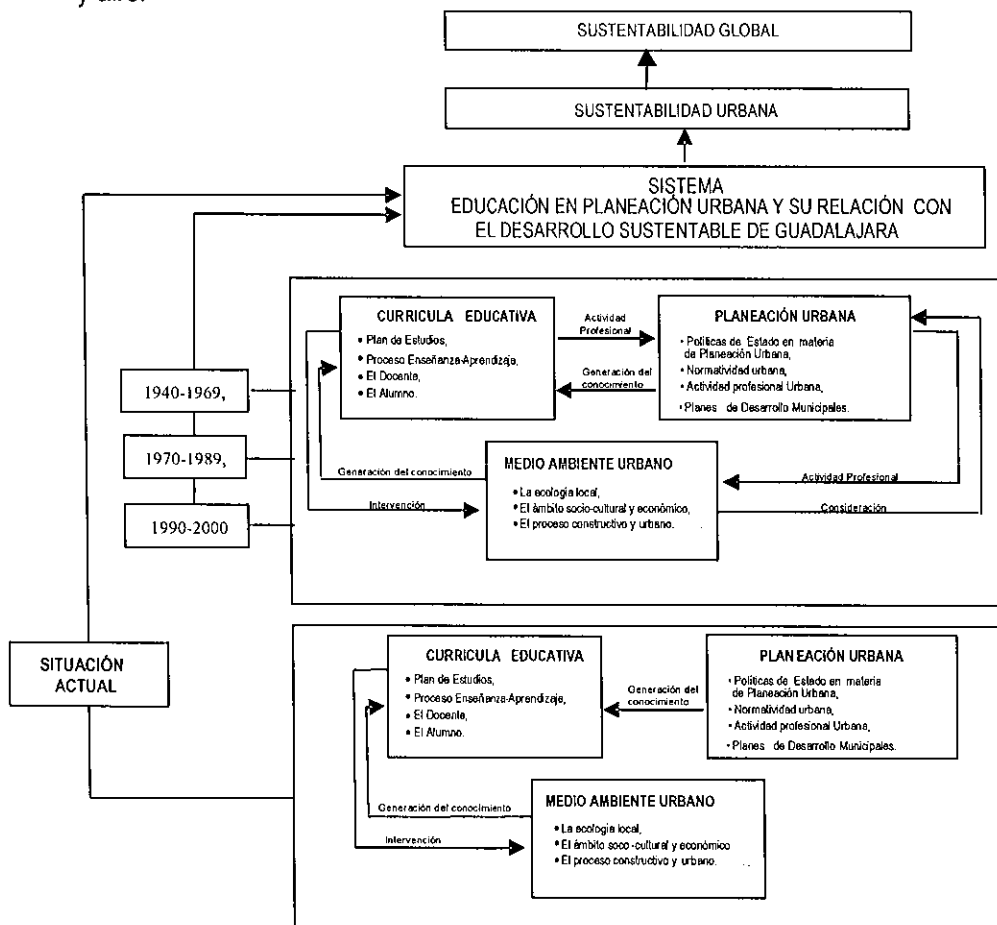 SUSTENTABILIDAD GLOBAL
SUSTENTABILIDAD URBANA
SISTEMA
EDUCACIÓN EN PLANEACIÓN URBANA Y SU RELACIÓN CON
EL DESARROLLO SUSTENTABLE DE GUADALAJARA
1940-1969,
1970-1989,
1990-2000
CURRICULA EDUCATIVA
• Plan de Estudios,
• Proceso Enseñanza-Aprendizaje,
• El Docente,
• El Alumno.
Actividad
Profesional
Generación del
conocimiento
PLANEACIÓN URBANA
• Políticas de Estado en materia
de Planeación Urbana,
• Normatividad urbana,
• Actividad profesional Urbana,
• Planes de Desarrollo Municipales.
Generación del conocimiento
Intervención
MEDIO AMBIENTE URBANO
• La ecología local,
• El ámbito socio-cultural y económico,
• El proceso constructivo y urbano.
Actividad Profesional
Consideración
SITUACIÓN
ACTUAL
CURRICULA EDUCATIVA
• Plan de Estudios,
• Proceso Enseñanza-Aprendizaje,
• El Docente,
• El Alumno.
Generación del
conocimiento
PLANEACIÓN URBANA
• Políticas de Estado en materia
de Planeación Urbana,
• Normatividad urbana,
• Actividad profesional Urbana,
• Planes de Desarrollo Municipales.
Generación del conocimiento
Intervención
MEDIO AMBIENTE URBANO
• La ecología local,
• El ámbito socio-cultural y económico
• El proceso constructivo y urbano.